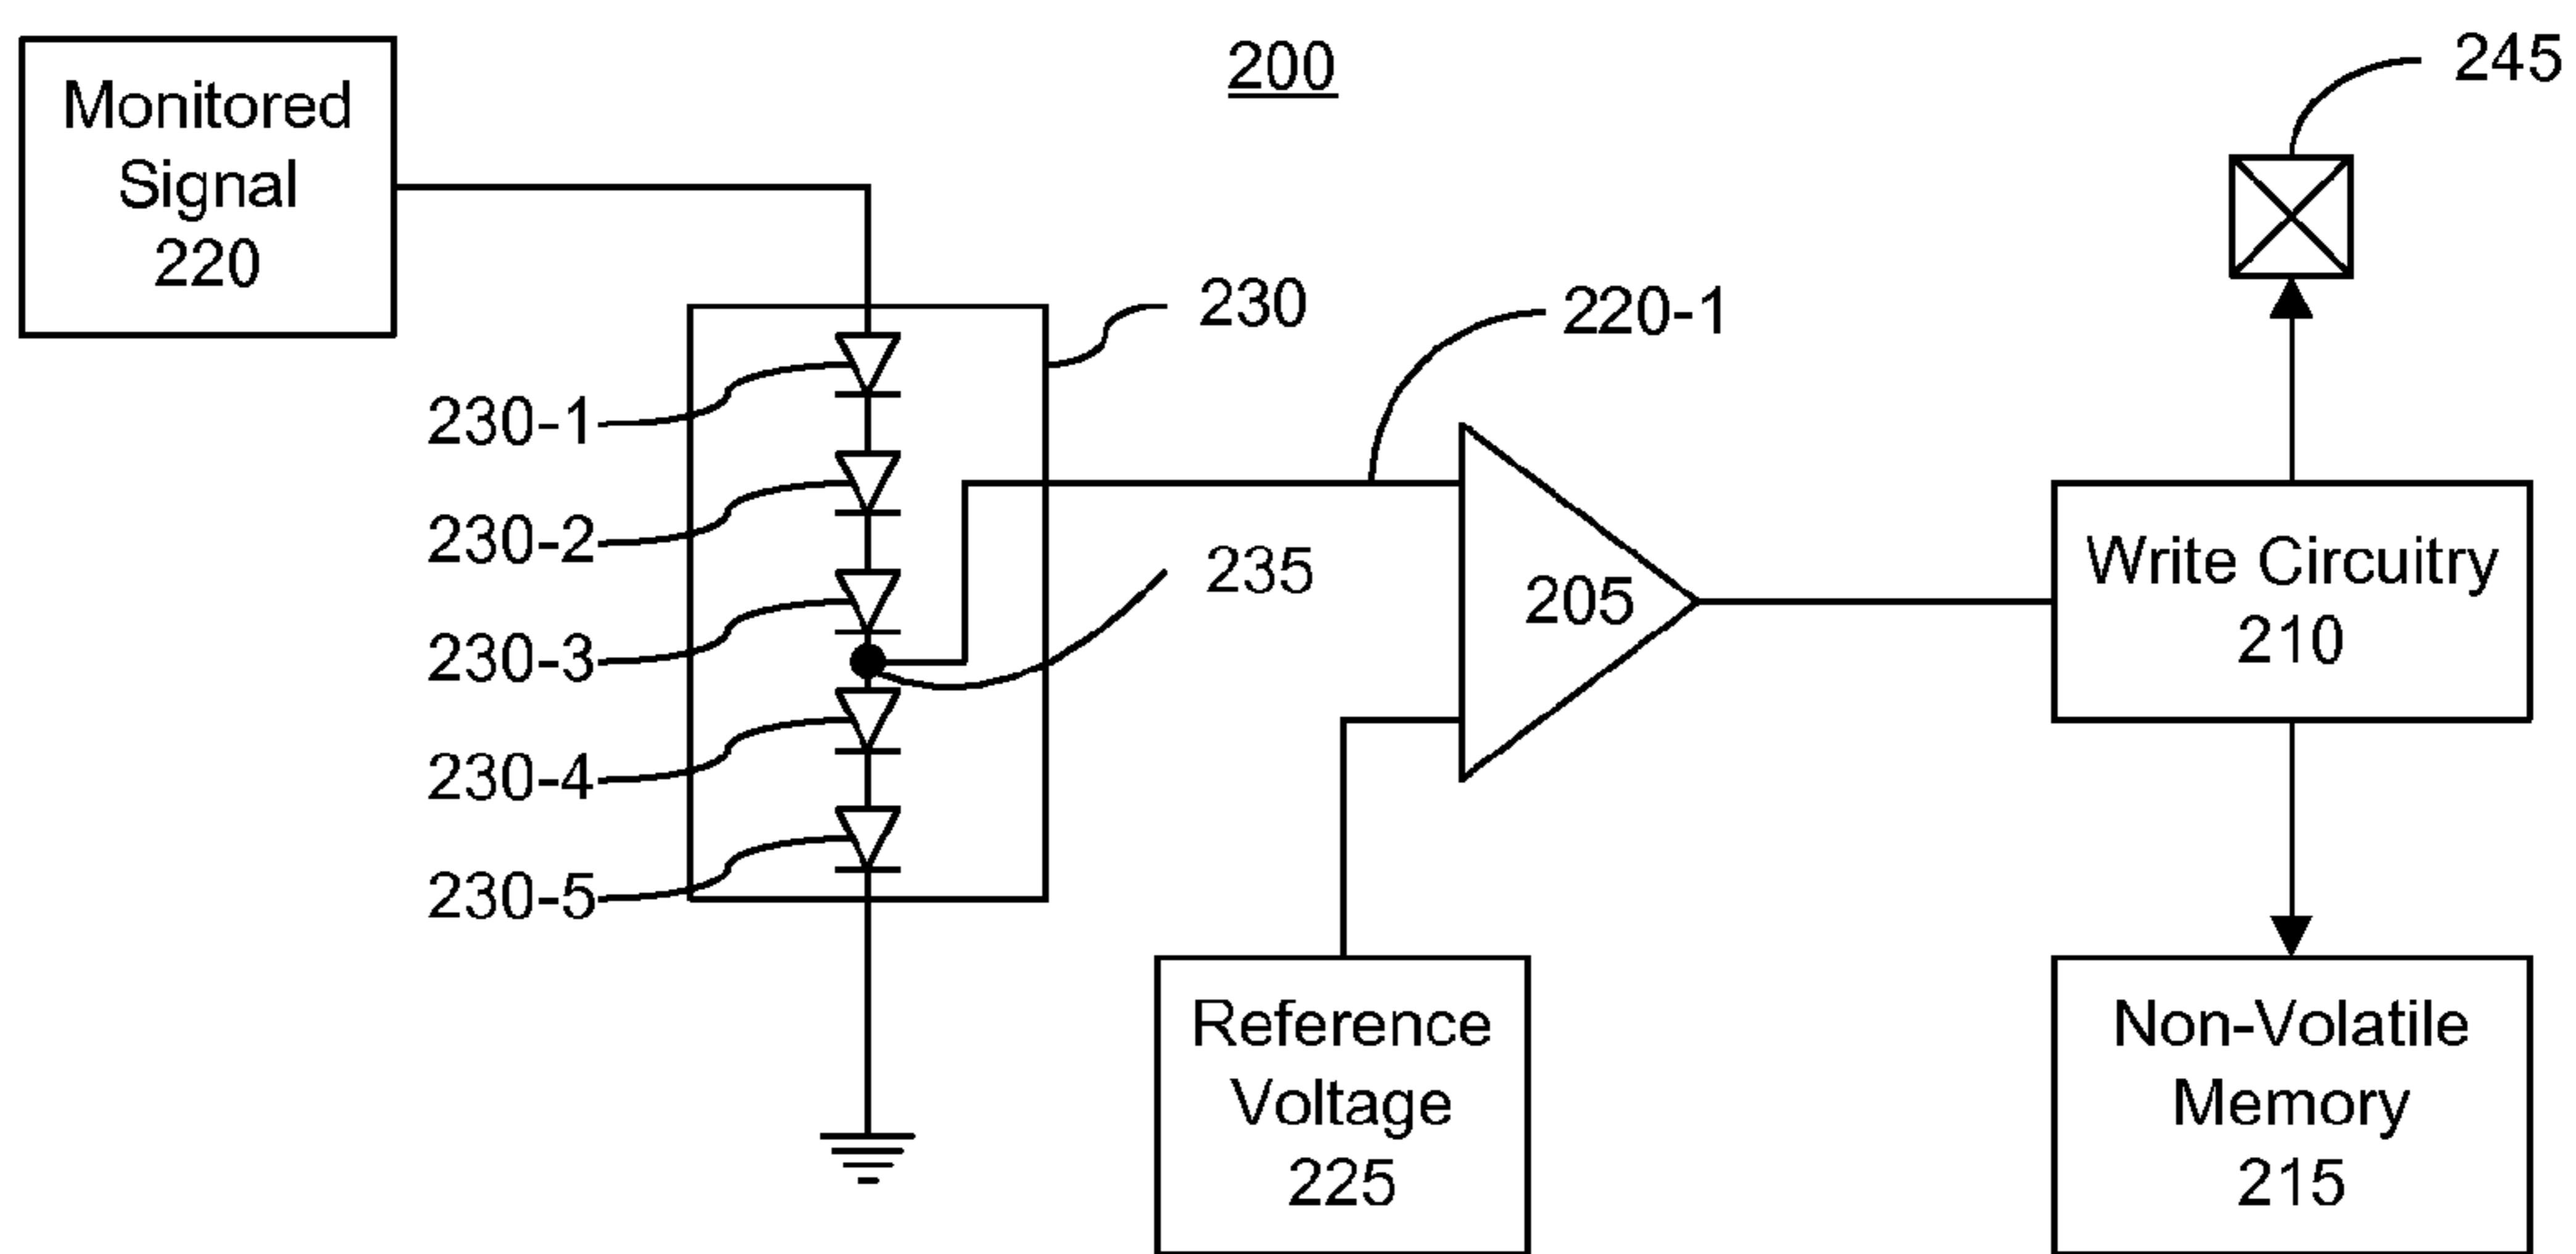 200
245
Monitored
Signal
220
230
220-1
230-1
230-2
235
205
Write Circuitry
210
230-3
230-4
230-5
Reference
Voltage
225
Non-Volatile
Memory
215